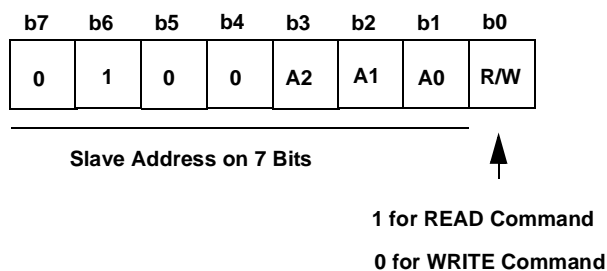 b7 b6 b5 b4 b3 b2 b1 b0
0 1 0 0 A2 A1 A0 R/W
Slave Address on 7 Bits
1 for READ Command
0 for WRITE Command